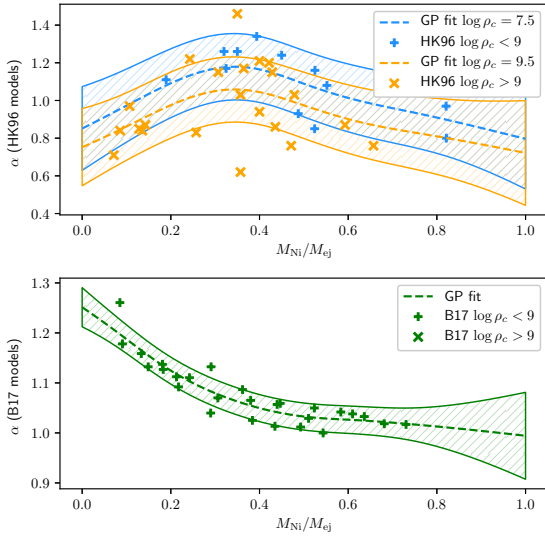 α (HK96 models)
1.4
1.2
1.0
0.8
0.6
0.4
GP fit log ρc = 7.5
HK96 log ρc < 9
GP fit log ρc = 9.5
HK96 log ρc > 9
0.0 0.2 0.4 0.6 0.8 1.0
MNi/Mej
α (B17 models)
1.3
1.2
1.1
1.0
0.9
GP fit
B17 log ρc < 9
B17 log ρc > 9
0.0 0.2 0.4 0.6 0.8 1.0
MNi/Mej